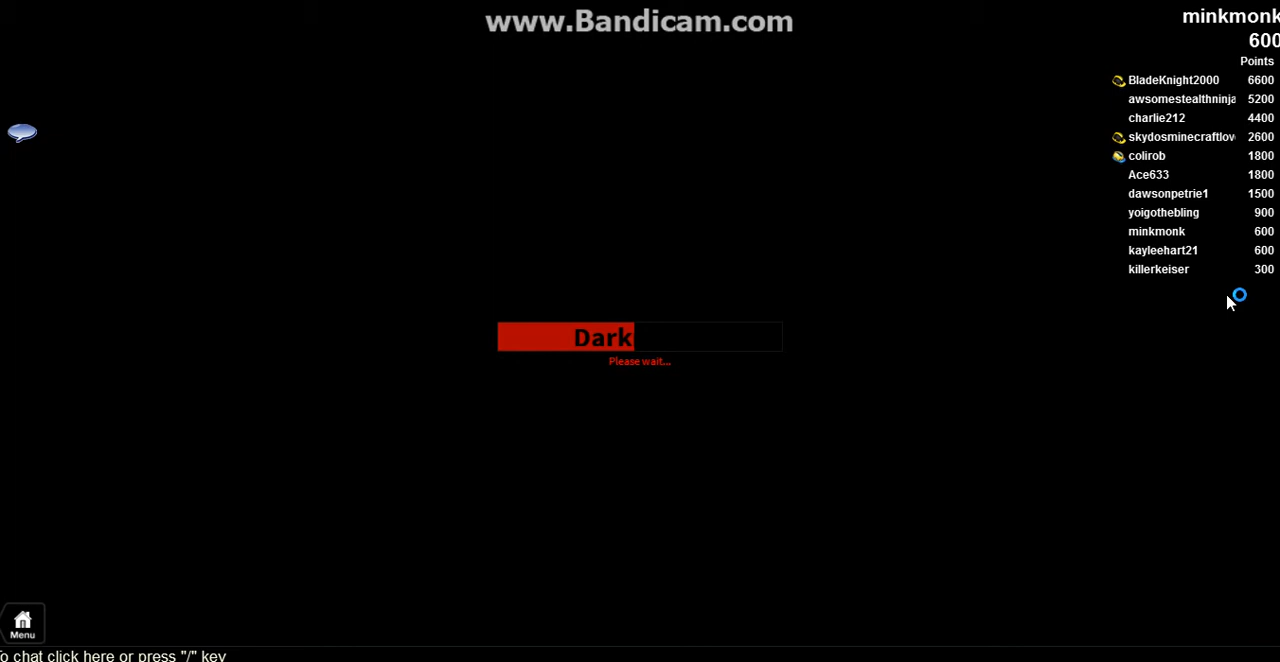 www.Bandicam.com
minkmonk
600
Points
BladeKnight2000 6600
awsomestealthninja 5200
charlie212 4400
skydosminecraftlov 2600
colirob 1800
Ace633 1800
dawsonpetrie1 1500
yoigothebling 900
minkmonk 600
kayleehart21 600
killerkeiser 300
Dark
Please wait...
Menu
To chat click here or press "/" key